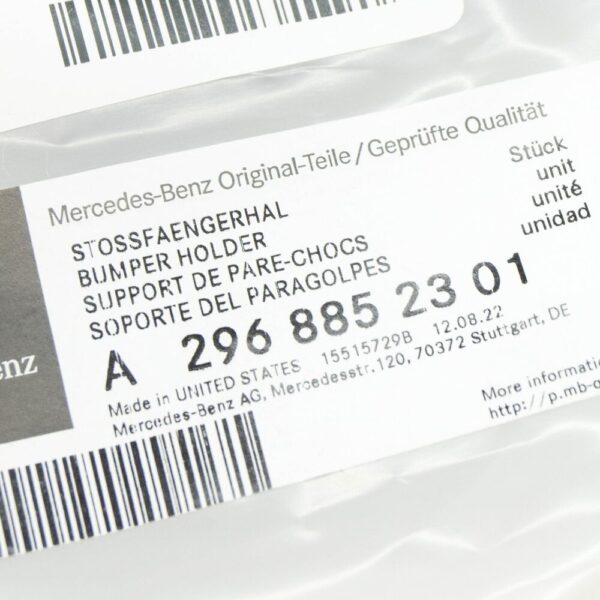 Mercedes-Benz Original-Teile / Geprüfte Qualität
STOSSFAENGERHAL
BUMPER HOLDER
SUPPORT DE PARE-CHOCS
SOPORTE DEL PARAGOLPES
Stück
unit
unité
unidad
A 296 885 23 01
Made in UNITED STATES 15515729B 12.08.22
Mercedes-Benz AG, Mercedesstr.120, 70372 Stuttgart, DE
More informatio
http://p.mb-o
enz